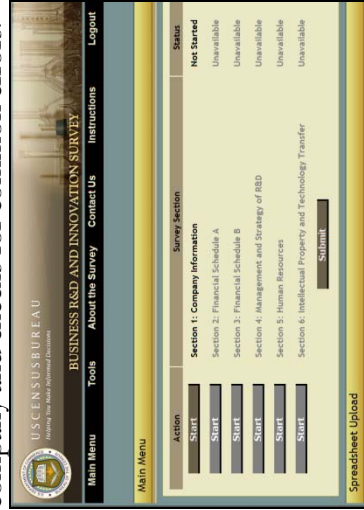 USCENSUSBUREAU
Helping You Make Informed Decisions
BUSINESS R&D AND INNOVATION SURVEY
Main Menu Tools About the Survey Contact Us Instructions Logout
Main Menu
Action Survey Section Status
Start Section 1: Company Information Not Started
Start Section 2: Financial Schedule A Unavailable
Start Section 3: Financial Schedule B Unavailable
Start Section 4: Management and Strategy of R&D Unavailable
Start Section 5: Human Resources Unavailable
Start Section 6: Intellectual Property and Technology Transfer Unavailable
Submit
Spreadsheet Upload